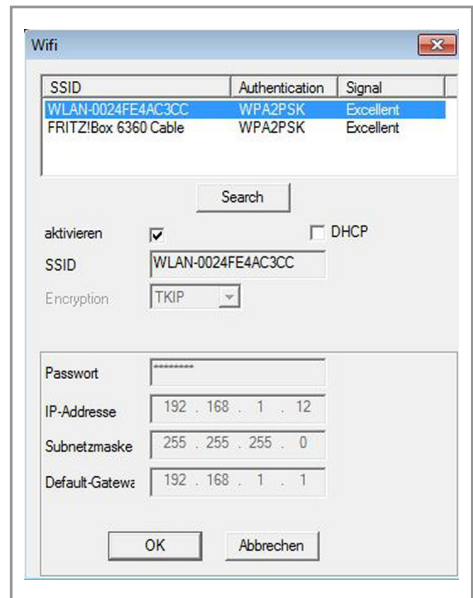 Wifi
SSID Authentication Signal
WLAN-0024FE4AC3CC WPA2PSK Excellent
FRITZ!Box 6360 Cable WPA2PSK Excellent
Search
aktivieren DHCP
SSID WLAN-0024FE4AC3CC
Encryption TKIP
Passwort ********
IP-Addresse 192 . 168 . 1 . 12
Subnetzmaske 255 . 255 . 255 . 0
Default-Gatewa 192 . 168 . 1 . 1
OK Abbrechen